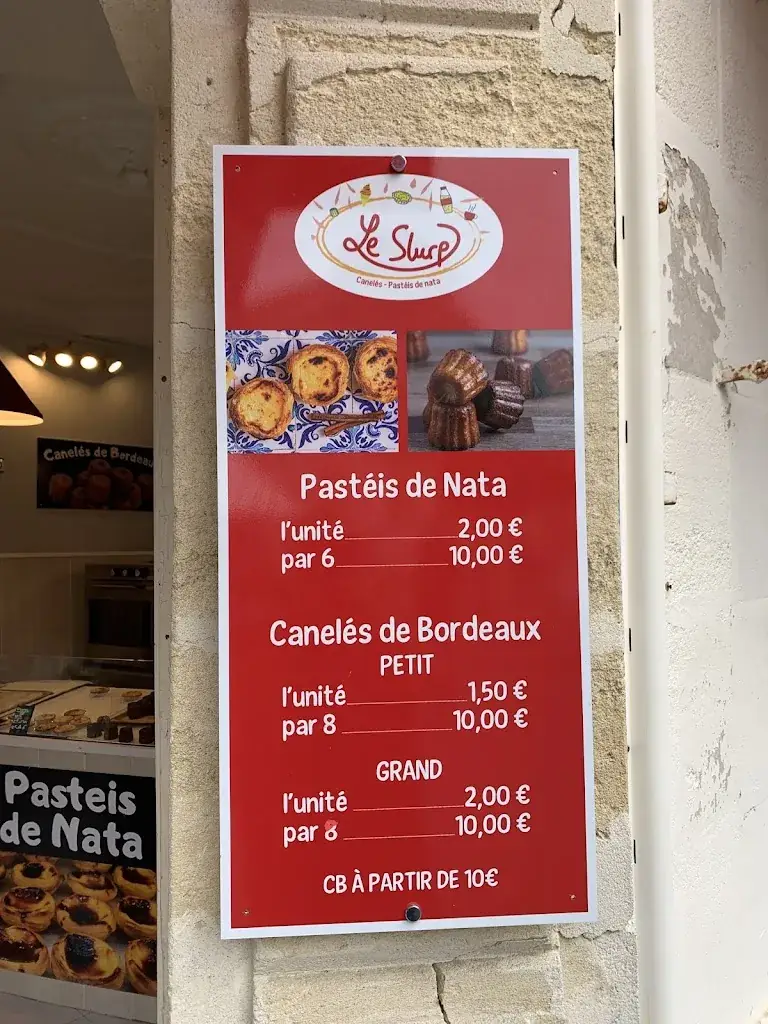 Le Slurp
Canelés - Pastéis de nata
Canelés de Bordeau
Pastéis de Nata
l'unité 2,00 €
par 6 10,00 €
Canelés de Bordeaux
PETIT
l'unité 1,50 €
par 8 10,00 €
GRAND
l'unité 2,00 €
par 10,00 €
CB À PARTIR DE 10€
Pasteis
de Nata